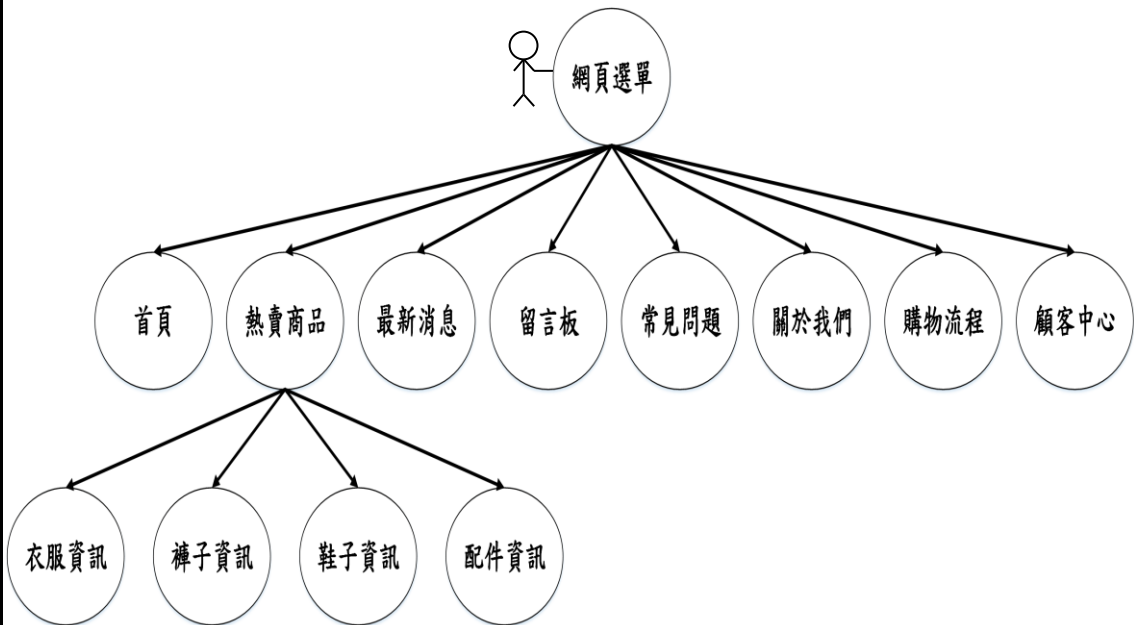 網頁選單
首頁
熱賣商品
最新消息
留言板
常見問題
關於我們
購物流程
顧客中心
衣服資訊
褲子資訊
鞋子資訊
配件資訊